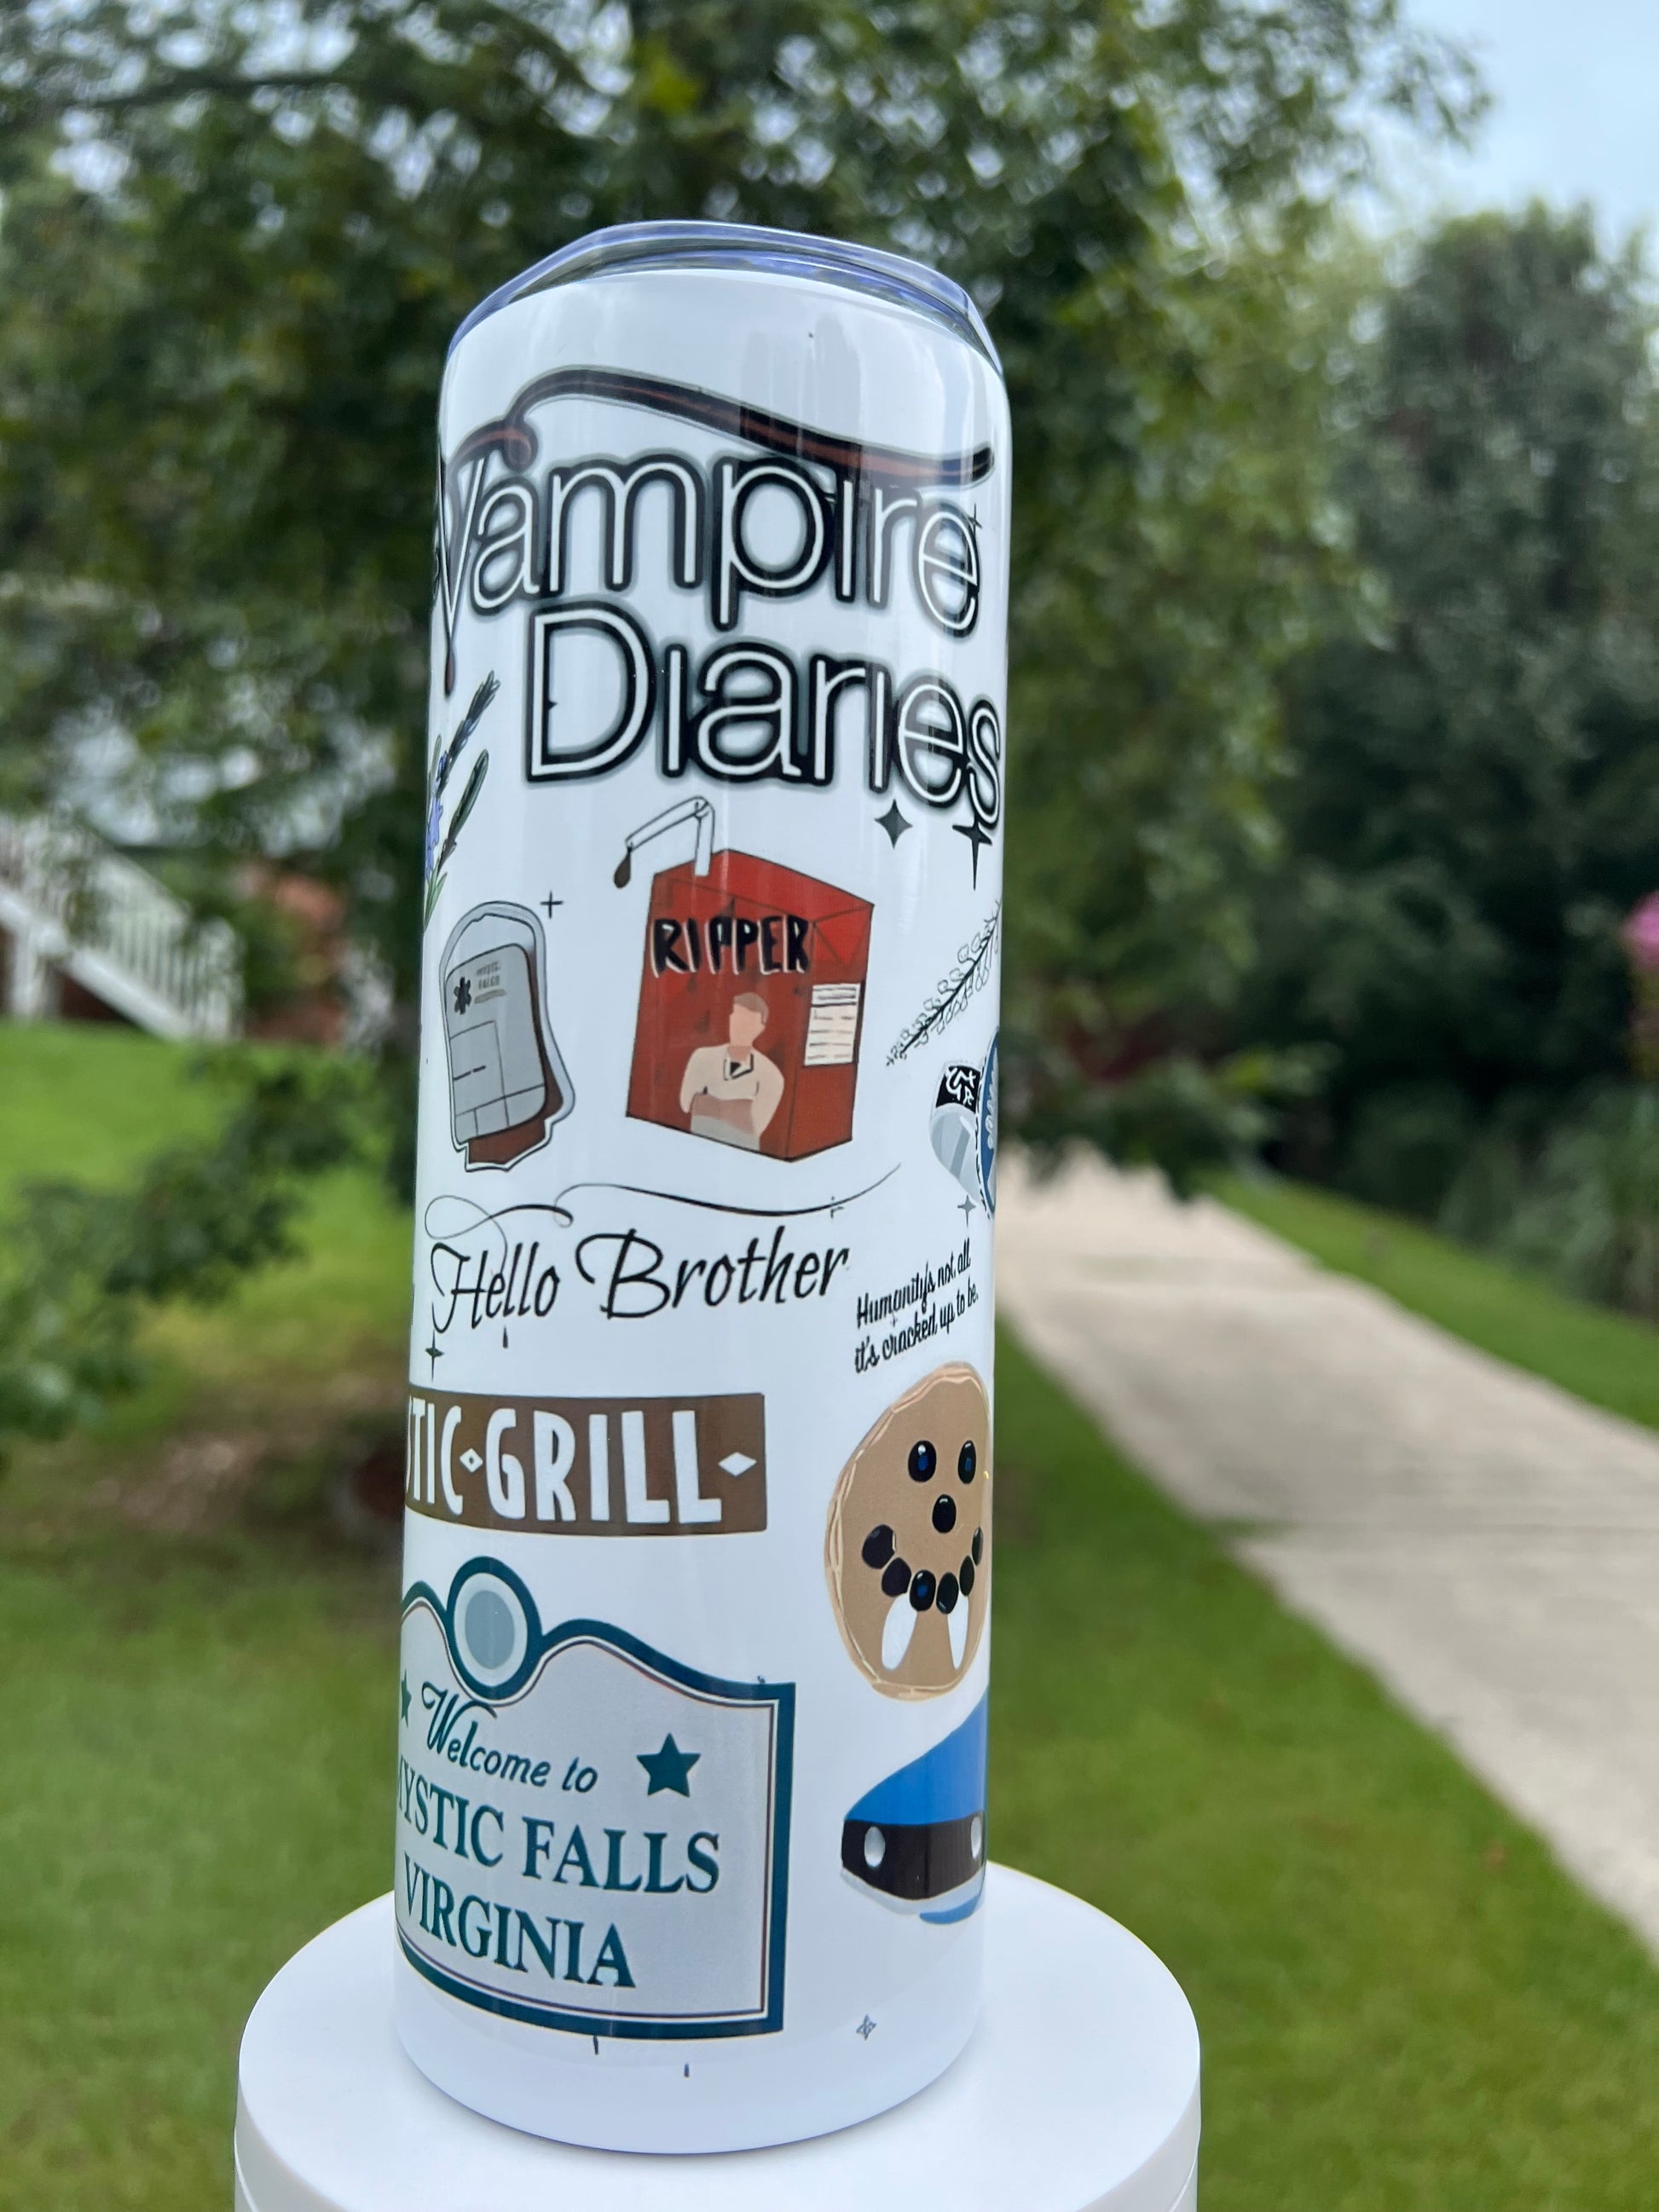 Vampire
Diaries
RIPPER
Hello Brother
Humanity's not all
it's cracked up to be.
TIC·GRILL·
Welcome to
MYSTIC FALLS
VIRGINIA